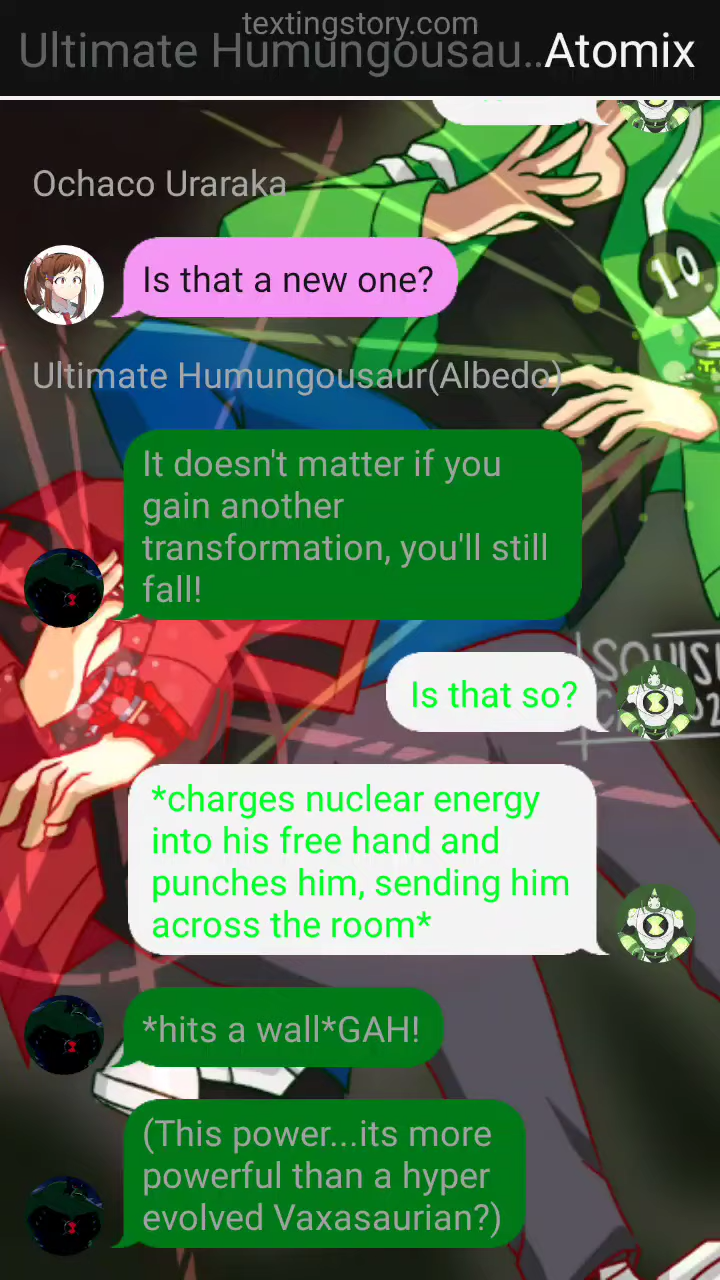 textingstory.com
Ultimate Humungousau.. Atomix
Ochaco Uraraka
Is that a new one?
10
Ultimate Humungousaur(Albedo)
It doesn't matter if you
gain another
transformation, you'll still
fall!
Is that so?
*charges nuclear energy
into his free hand and
punches him, sending him
across the room*
*hits a wall*GAH!
(This power...its more
powerful than a hyper
evolved Vaxasaurian?)